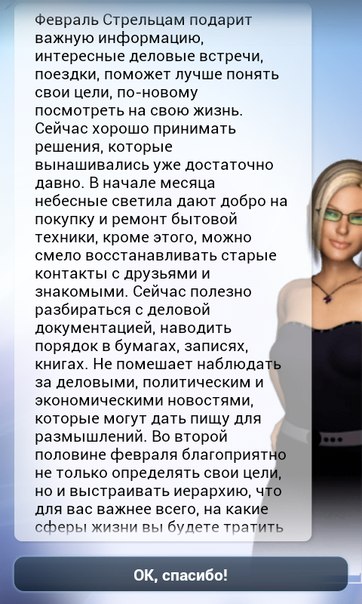 Февраль Стрельцам подарит
важную информацию,
интересные деловые встречи,
поездки, поможет лучше понять
свои цели, по-новому
посмотреть на свою жизнь.
Сейчас хорошо принимать
решения, которые
вынашивались уже достаточно
давно. В начале месяца
небесные светила дают добро на
покупку и ремонт бытовой
техники, кроме этого, можно
смело восстанавливать старые
контакты с друзьями и
знакомыми. Сейчас полезно
разбираться с деловой
документацией, наводить
порядок в бумагах, записях,
книгах. Не помешает наблюдать
за деловыми, политическим и
экономическими новостями,
которые могут дать пищу для
размышлений. Во второй
половине февраля благоприятно
не только определять свои цели,
но и выстраивать иерархию, что
для вас важнее всего, на какие
сферы жизни вы будете тратить
ОК, спасибо!